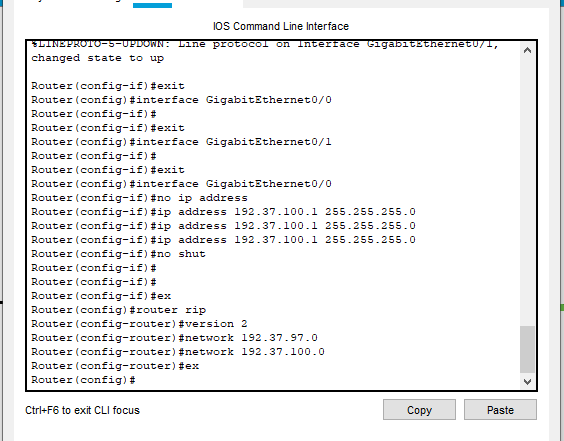 IOS Command Line Interface
%LINEPROTO-5-UPDOWN: Line protocol on Interface GigabitEthernet0/1,
changed state to up
Router(config-if)#exit
Router(config)#interface GigabitEthernet0/0
Router(config-if)#
Router(config-if)#exit
Router(config)#interface GigabitEthernet0/1
Router(config-if)#
Router(config-if)#exit
Router(config)#interface GigabitEthernet0/0
Router(config-if)#no ip address
Router(config-if)#ip address 192.37.100.1 255.255.255.0
Router(config-if)#ip address 192.37.100.1 255.255.255.0
Router(config-if)#ip address 192.37.100.1 255.255.255.0
Router(config-if)#no shut
Router(config-if)#
Router(config-if)#
Router(config-if)#ex
Router(config)#router rip
Router(config-router)#version 2
Router(config-router)#network 192.37.97.0
Router(config-router)#network 192.37.100.0
Router(config-router)#ex
Router(config)#
Ctrl+F6 to exit CLI focus
Copy
Paste